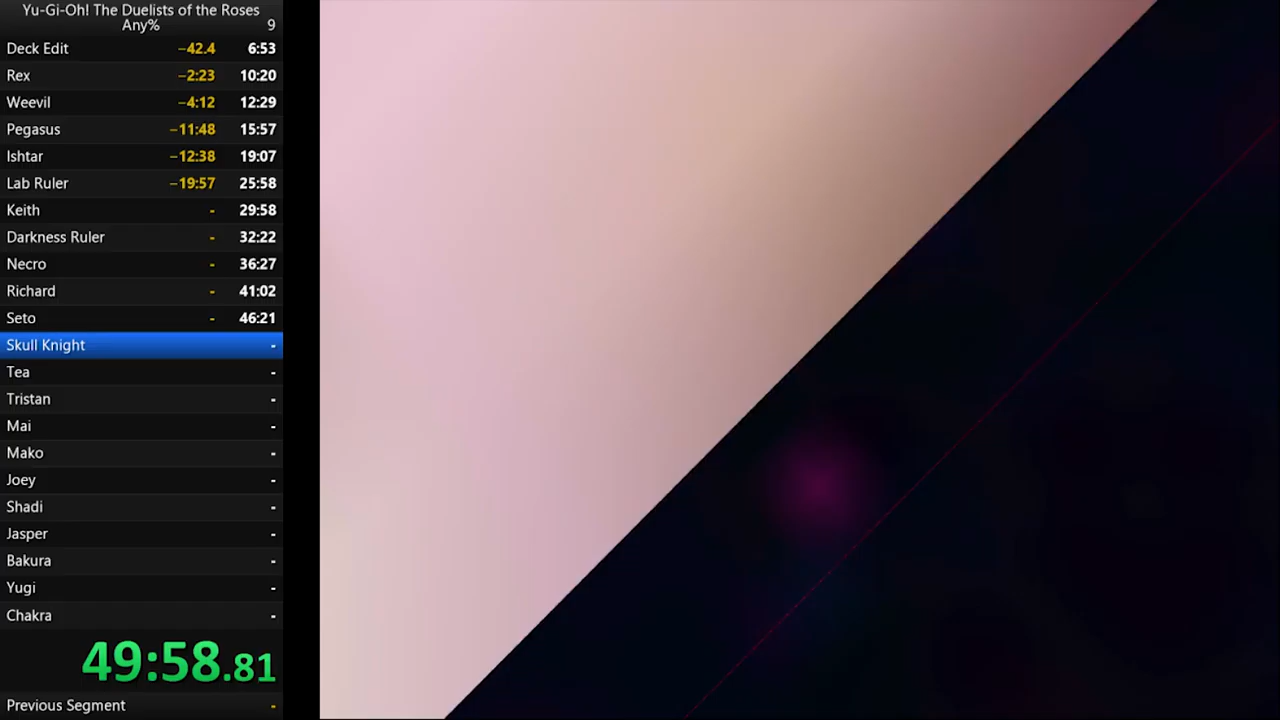 Yu-Gi-Oh! The Duelists of the Roses
Any% 9
Deck Edit −42.4 6:53
Rex −2:23 10:20
Weevil −4:12 12:29
Pegasus −11:48 15:57
Ishtar −12:38 19:07
Lab Ruler −19:57 25:58
Keith - 29:58
Darkness Ruler - 32:22
Necro - 36:27
Richard - 41:02
Seto - 46:21
Skull Knight -
Tea -
Tristan -
Mai -
Mako -
Joey -
Shadi -
Jasper -
Bakura -
Yugi -
Chakra -
49:58.81
Previous Segment -